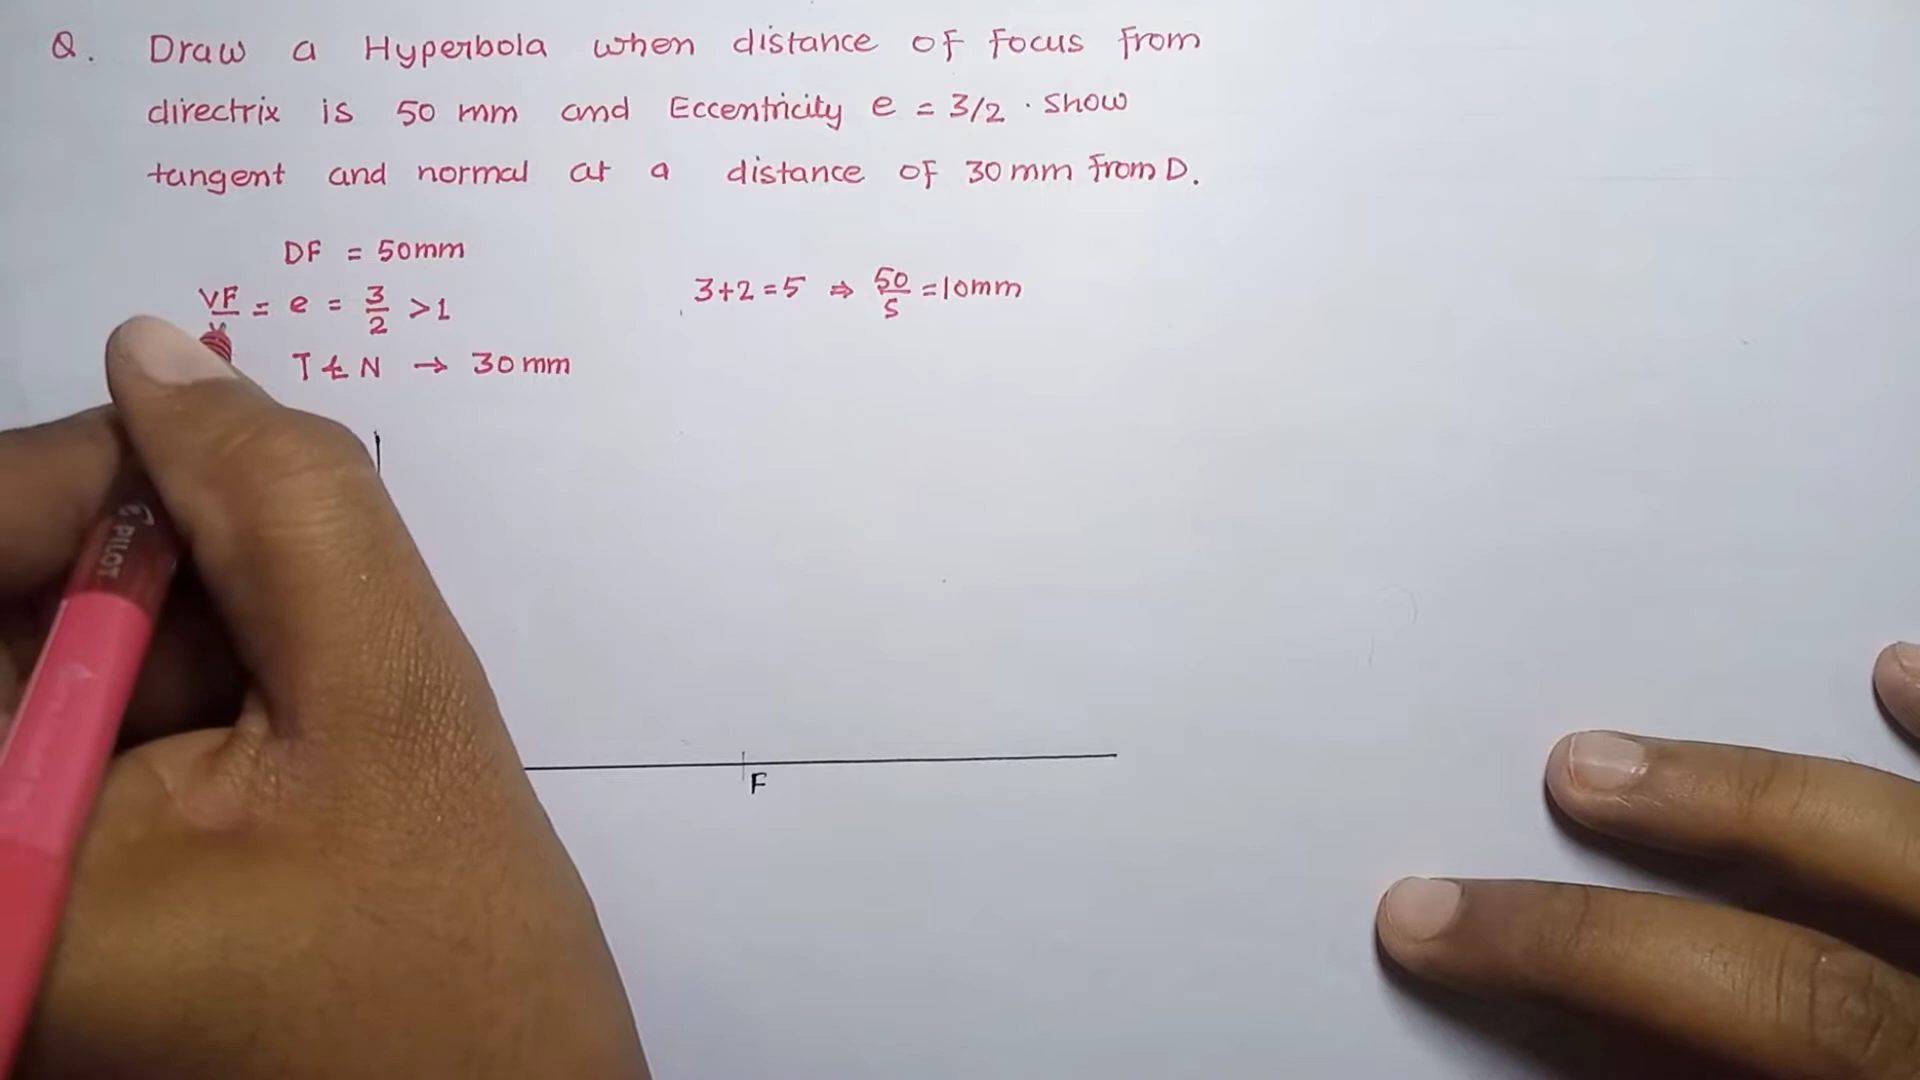 Q. Draw a Hyperbola when distance of Focus From
directrix is 50 mm and Eccentricity e = 3/2 . Show
tangent and normal at a distance of 30 mm From D.
DF = 50mm
3+2=5 ⇒ 50/5 =10mm
VF/V = e = 3/2 >1
T & N → 30 mm
PILOT
F